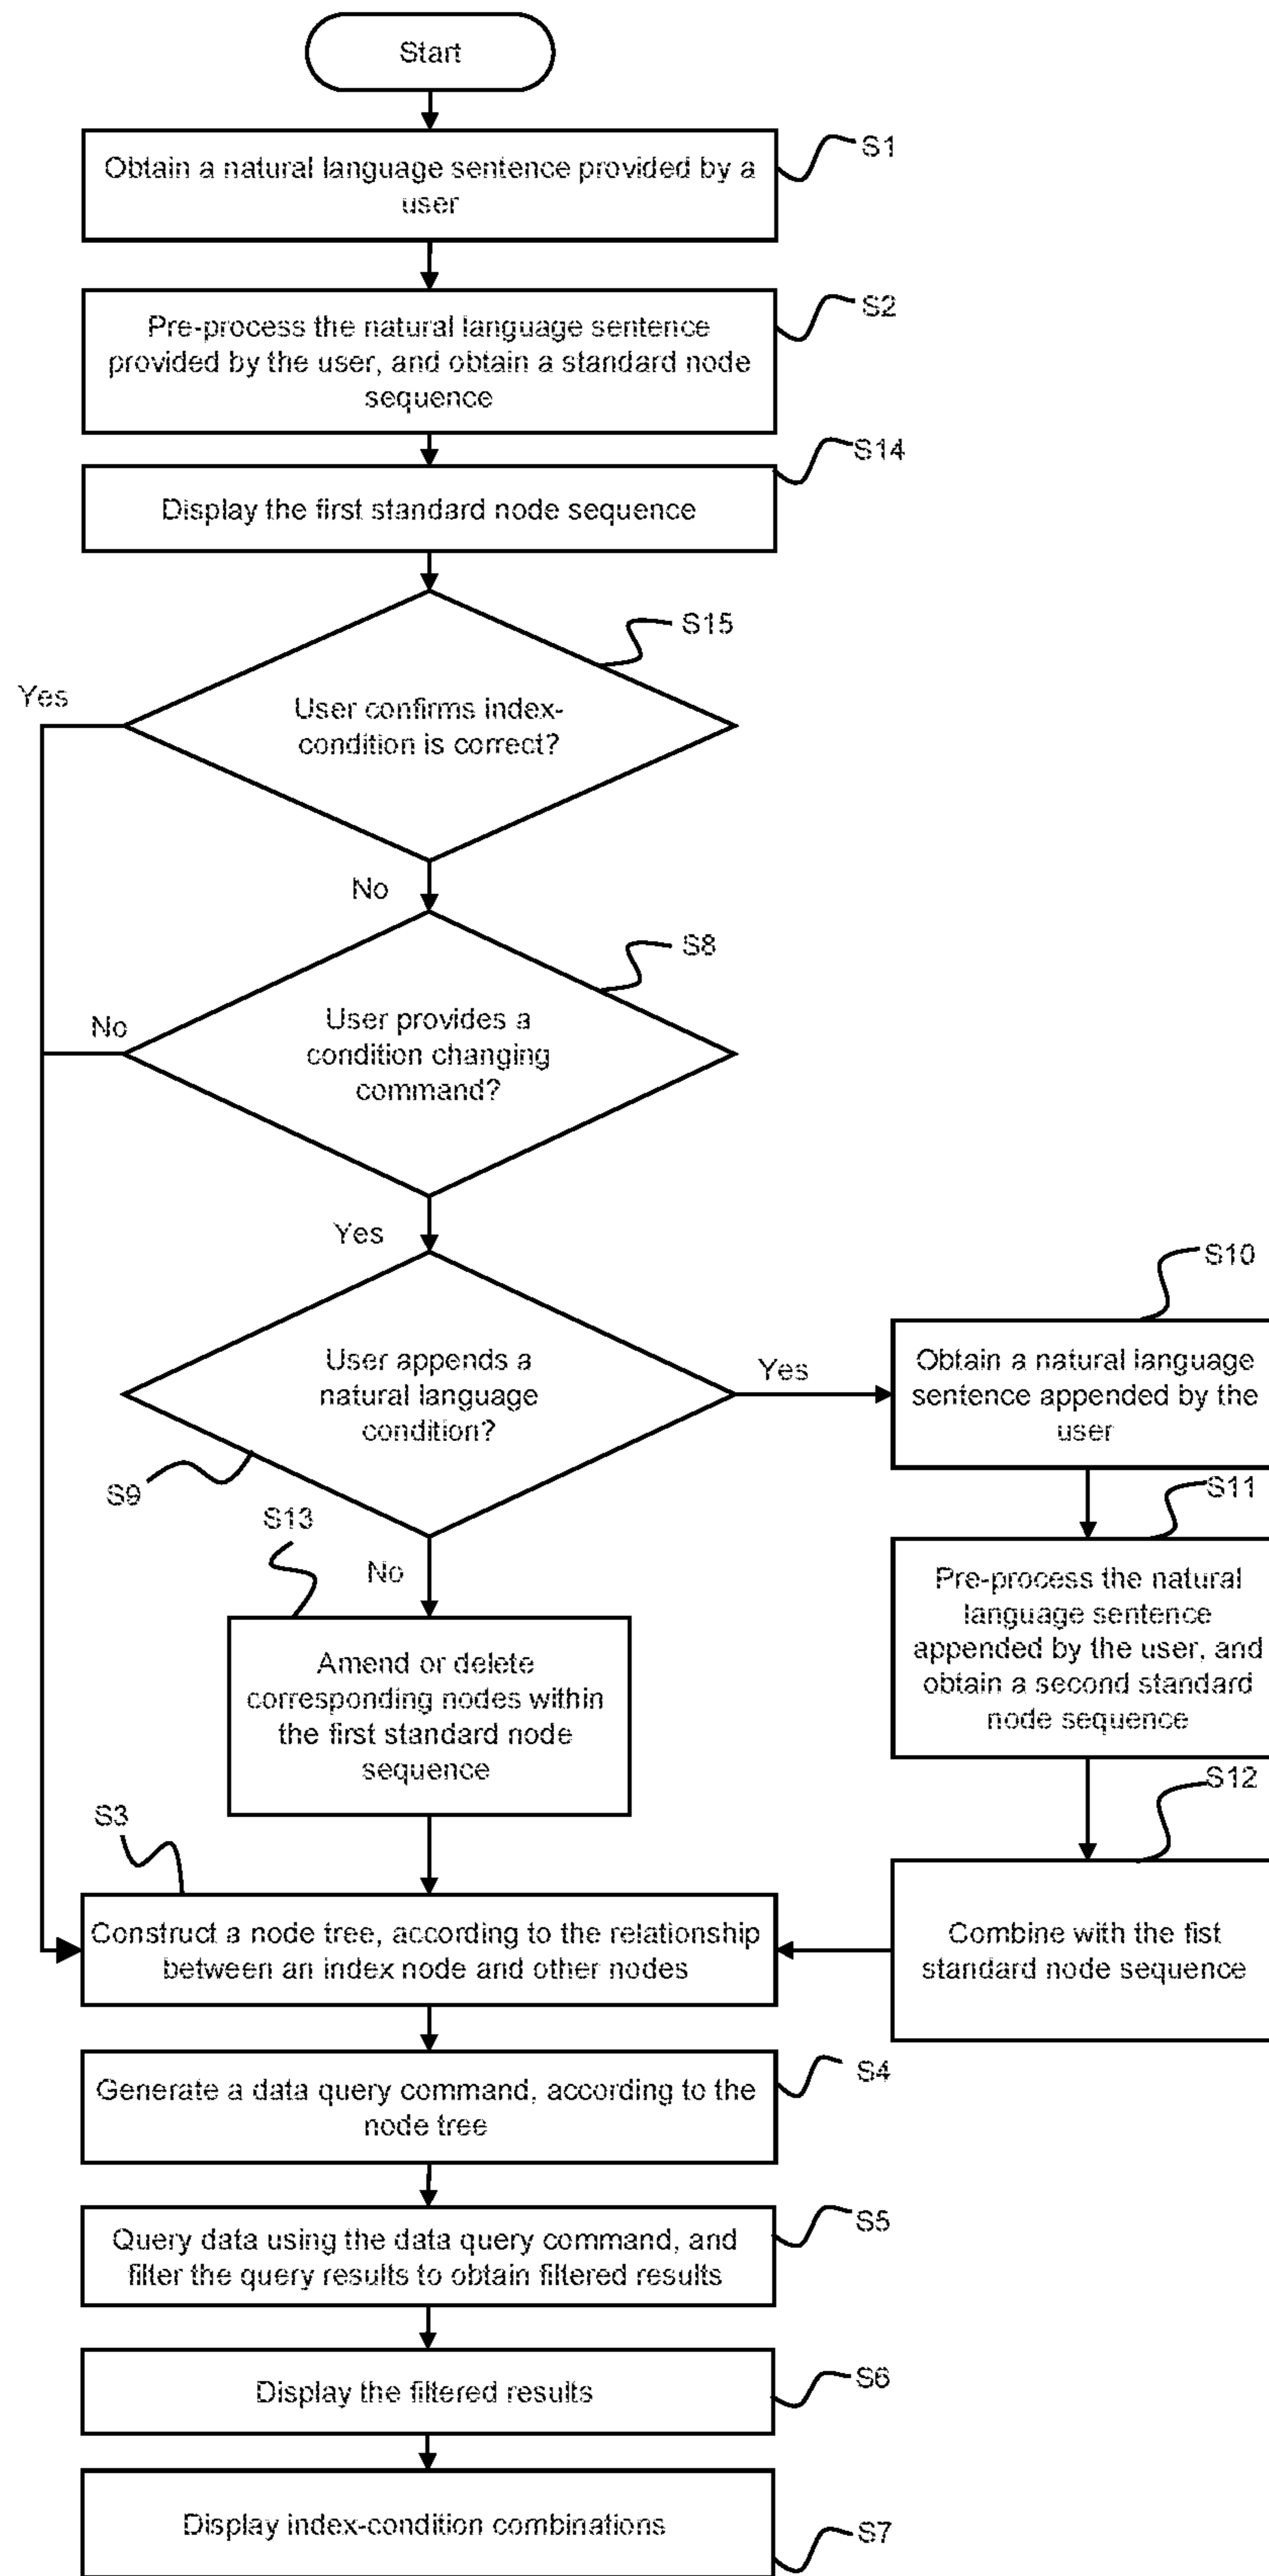 Start
Obtain a natural language sentence provided by a
user
S1
Pre-process the natural language sentence
provided by the user, and obtain a standard node
sequence
S2
Display the first standard node sequence
S14
User confirms index-
condition is correct?
S15
Yes
No
User provides a
condition changing
command?
S8
No
Yes
User appends a
natural language
condition?
S9
Yes
No
Obtain a natural language
sentence appended by the
user
S10
Pre-process the natural
language sentence
appended by the user, and
obtain a second standard
node sequence
S11
Amend or delete
corresponding nodes within
the first standard node
sequence
S13
Combine with the fist
standard node sequence
S12
Construct a node tree, according to the relationship
between an index node and other nodes
S3
Generate a data query command, according to the
node tree
S4
Query data using the data query command, and
filter the query results to obtain filtered results
S5
Display the filtered results
S6
Display index-condition combinations
S7